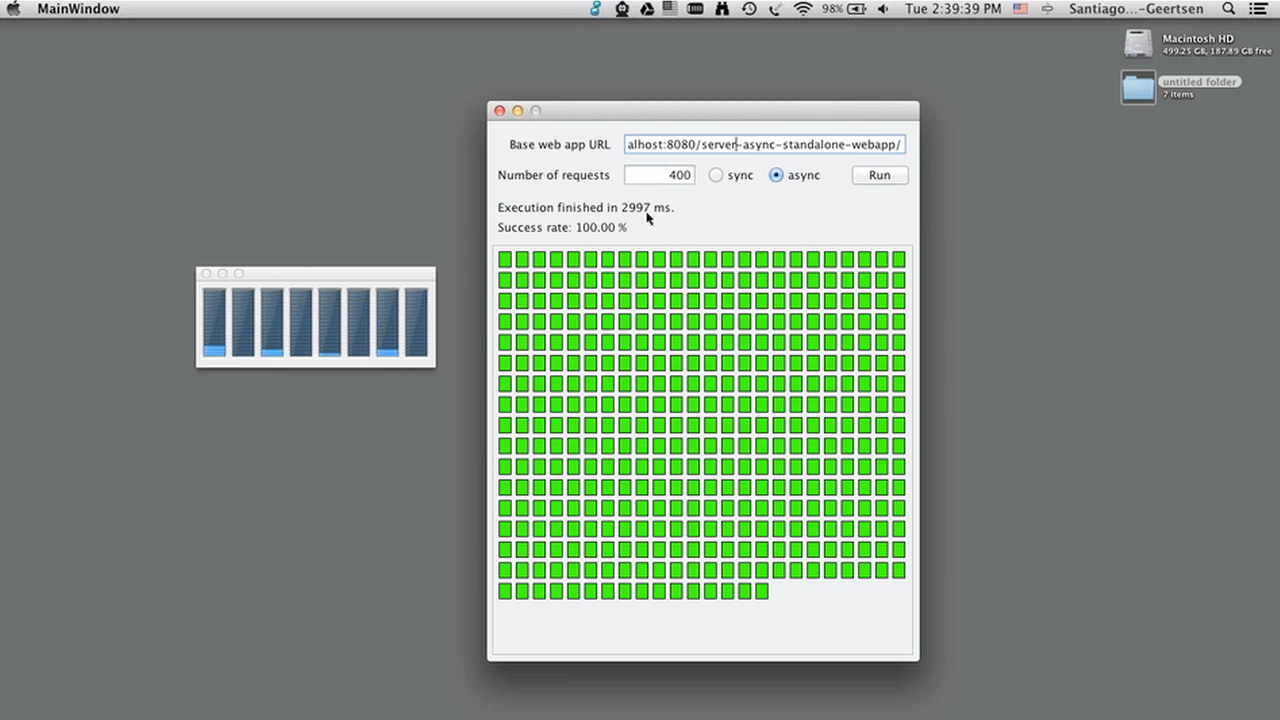 MainWindow 98% Tue 2:39:39 PM Santiago...-Geertsen
Macintosh HD
499.25 GB, 187.89 GB free
untitled folder
7 items
Base web app URL alhost:8080/server-async-standalone-webapp/
Number of requests 400 sync async Run
Execution finished in 2997 ms.
Success rate: 100.00 %